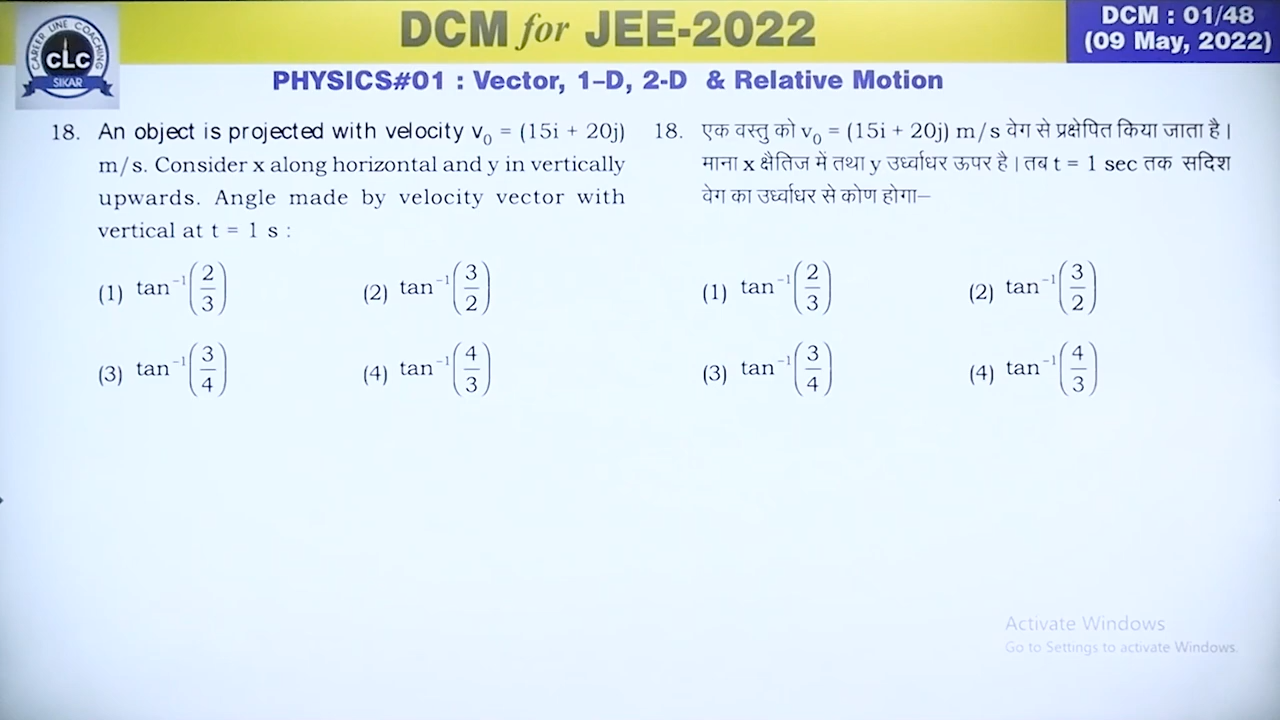 CAREER LINE COACHING
CLC
SIKAR
DCM for JEE-2022
DCM : 01/48
(09 May, 2022)
PHYSICS#01 : Vector, 1–D, 2-D & Relative Motion
18. An object is projected with velocity v₀ = (15i + 20j)
m/s. Consider x along horizontal and y in vertically
upwards. Angle made by velocity vector with
vertical at t = 1 s :
(1) tan⁻¹(2/3) (2) tan⁻¹(3/2)
(3) tan⁻¹(3/4) (4) tan⁻¹(4/3)
18. एक वस्तु को v₀ = (15i + 20j) m/s वेग से प्रक्षेपित किया जाता है।
माना x क्षैतिज में तथा y उर्ध्वाधर ऊपर है। तब t = 1 sec तक सदिश
वेग का उर्ध्वाधर से कोण होगा–
(1) tan⁻¹(2/3) (2) tan⁻¹(3/2)
(3) tan⁻¹(3/4) (4) tan⁻¹(4/3)
Activate Windows
Go to Settings to activate Windows.